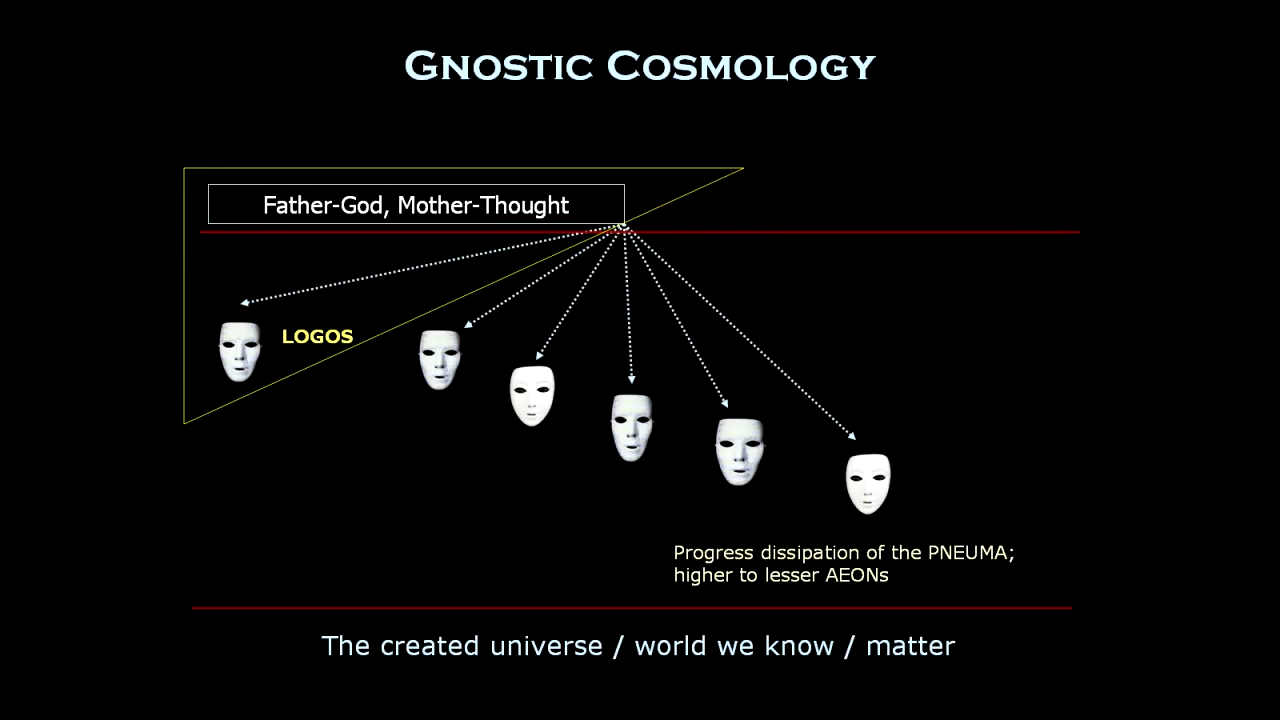 GNOSTIC COSMOLOGY
Father-God, Mother-Thought
LOGOS
Progress dissipation of the PNEUMA;
higher to lesser AEONs
The created universe / world we know / matter